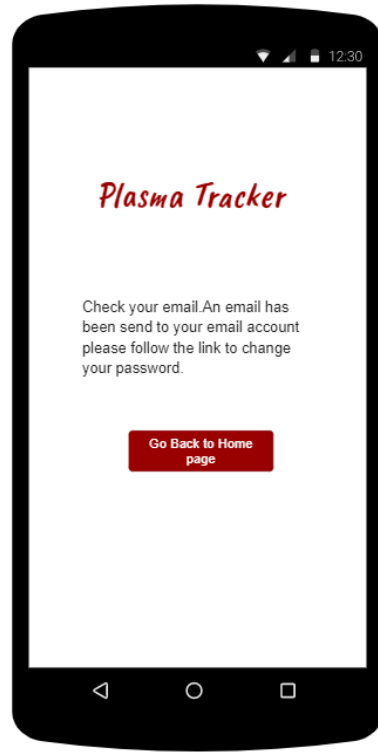 12:30
Plasma Tracker
Check your email.An email has
been send to your email account
please follow the link to change
your password.
Go Back to Home
page